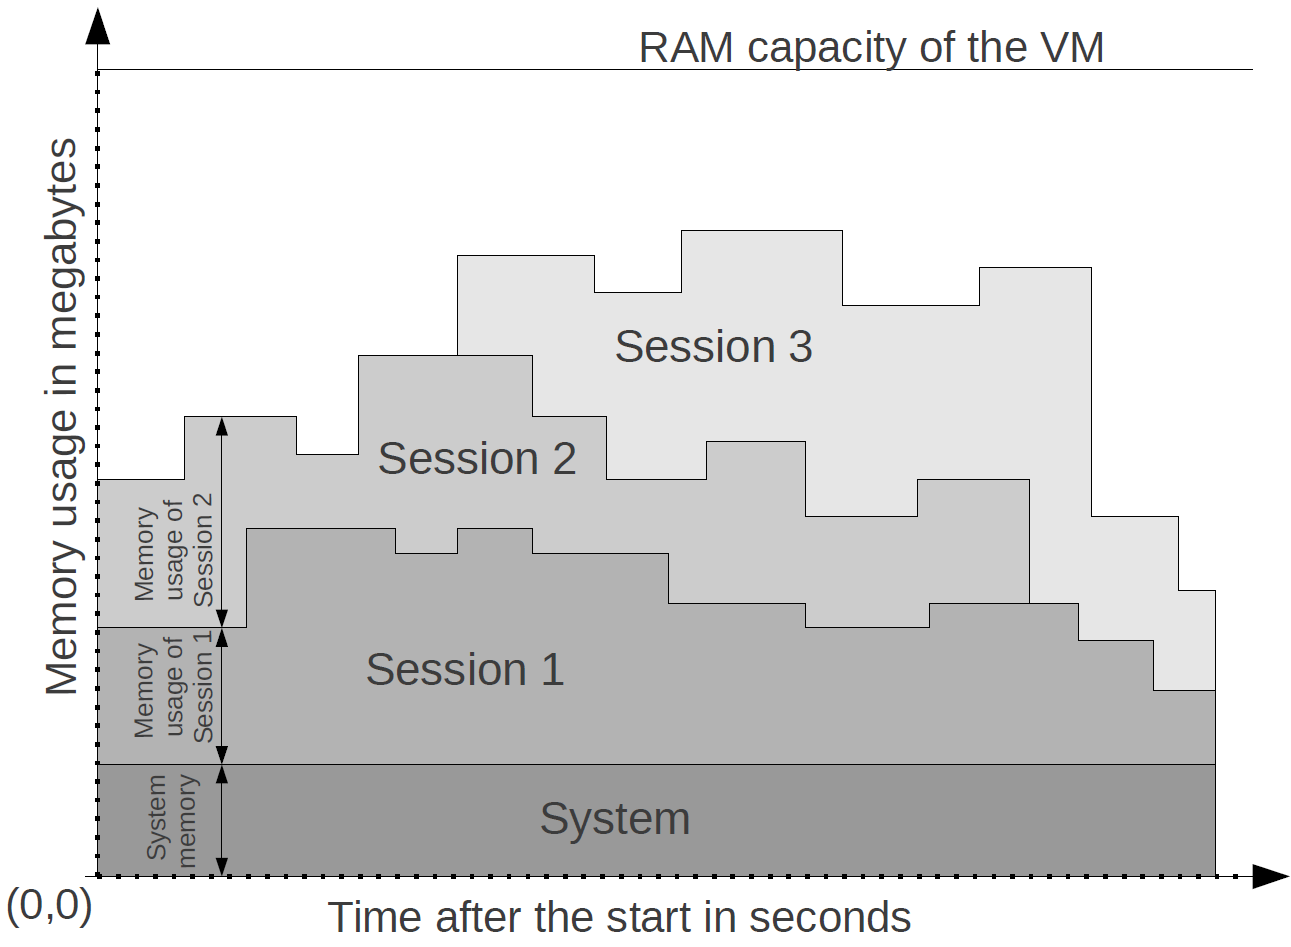 RAM capacity of the VM
Memory usage in megabytes
Session 3
Session 2
Memory
usage of
Session 2
Session 1
Memory
usage of
Session 1
System
System
memory
(0,0)
Time after the start in seconds